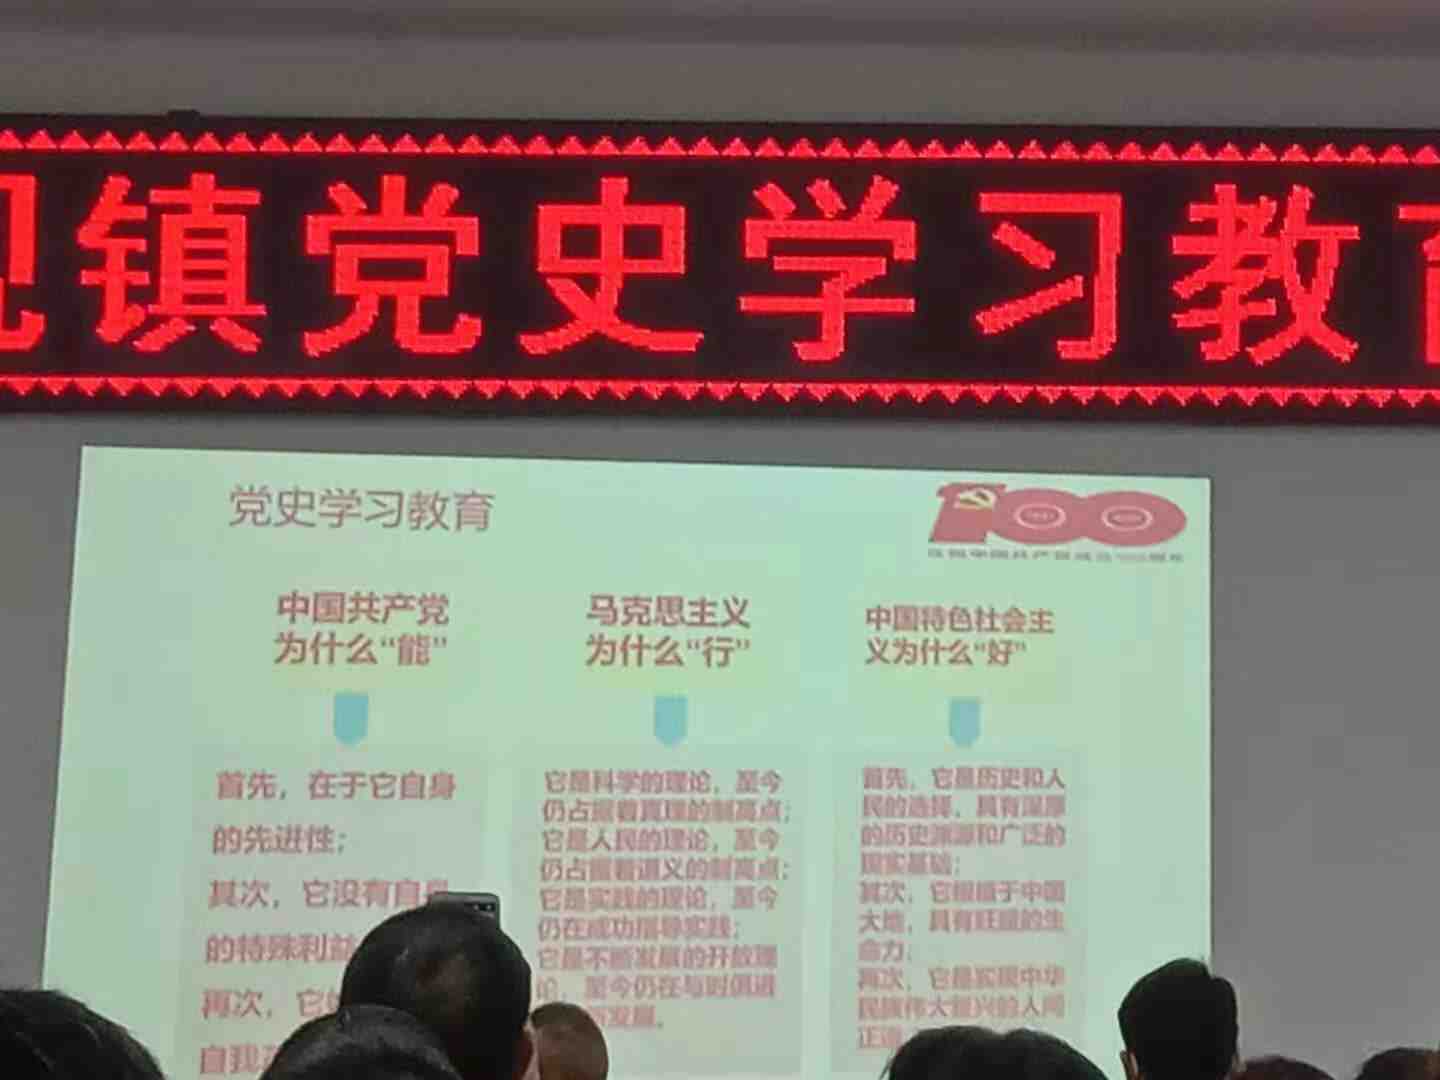 镇党史学习教
党史学习教育
100
中国共产党
为什么“能”
马克思主义
为什么“行”
中国特色社会主
义为什么“好”
首先，在于它自身
的先进性；
其次，它没有自身
的特殊利益
再次，它
自我
它是科学的理论，至今
仍占据着真理的制高点；
它是人民的理论，至今
仍占据着道义的制高点；
它是实践的理论，至今
仍在成功指导实践；
它是不断发展的开放理
论，至今仍在与时俱进
发展。
首先，它是历史和人
民的选择，具有深厚
的历史渊源和广泛的
现实基础；
其次，它根植于中国
大地，具有旺盛的生
命力；
再次，它是实现中华
民族伟大复兴的人间
正道